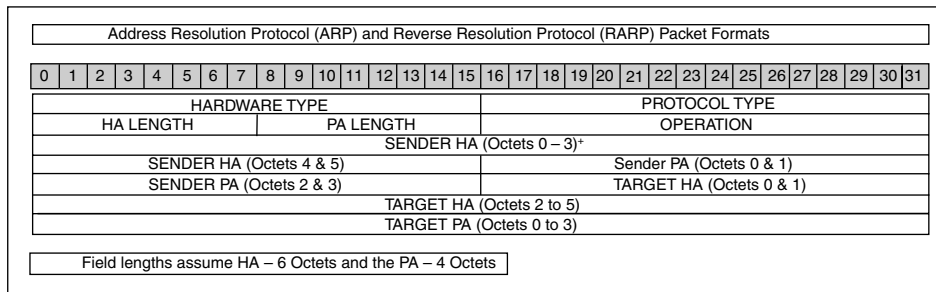 Address Resolution Protocol (ARP) and Reverse Resolution Protocol (RARP) Packet Formats
0 1 2 3 4 5 6 7 8 9 10 11 12 13 14 15 16 17 18 19 20 21 22 23 24 25 26 27 28 29 30 31
HARDWARE TYPE PROTOCOL TYPE
HA LENGTH PA LENGTH OPERATION
SENDER HA (Octets 0 – 3)+
SENDER HA (Octets 4 & 5) Sender PA (Octets 0 & 1)
SENDER PA (Octets 2 & 3) TARGET HA (Octets 0 & 1)
TARGET HA (Octets 2 to 5)
TARGET PA (Octets 0 to 3)
Field lengths assume HA – 6 Octets and the PA – 4 Octets